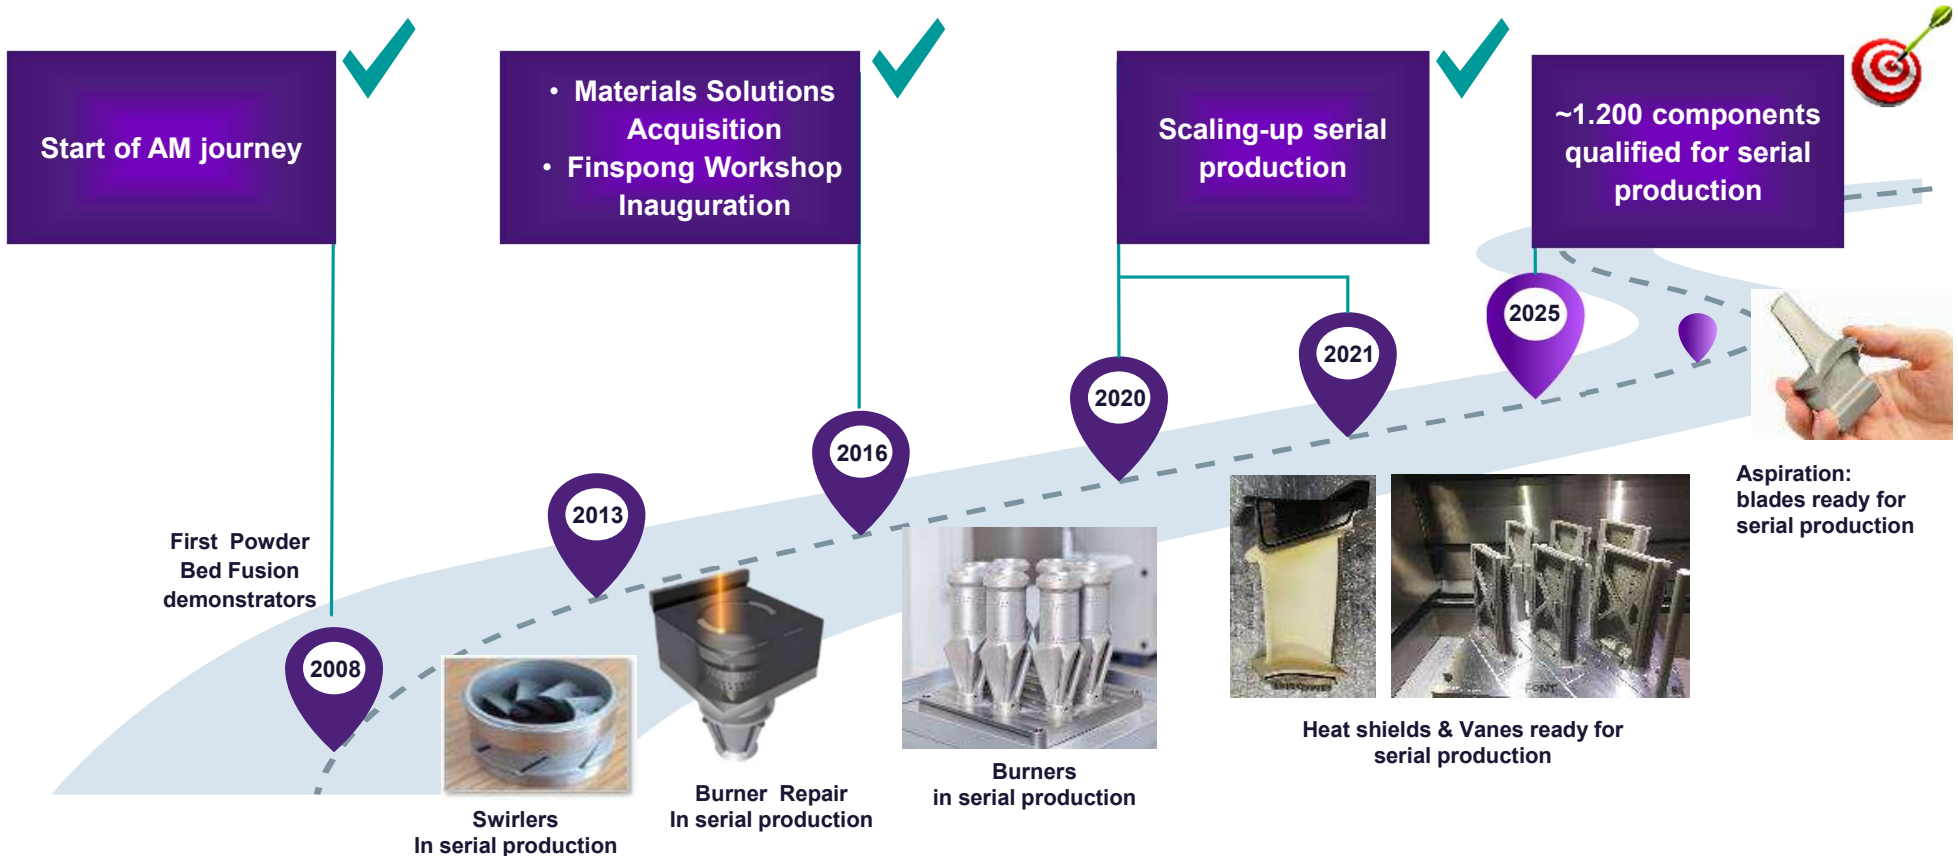 Start of AM journey
• Materials Solutions
Acquisition
• Finspong Workshop
Inauguration
Scaling-up serial
production
~1.200 components
qualified for serial
production
2008
2013
2016
2020
2021
2025
First Powder
Bed Fusion
demonstrators
Swirlers
In serial production
Burner Repair
In serial production
Burners
in serial production
Heat shields & Vanes ready for
serial production
Aspiration:
blades ready for
serial production